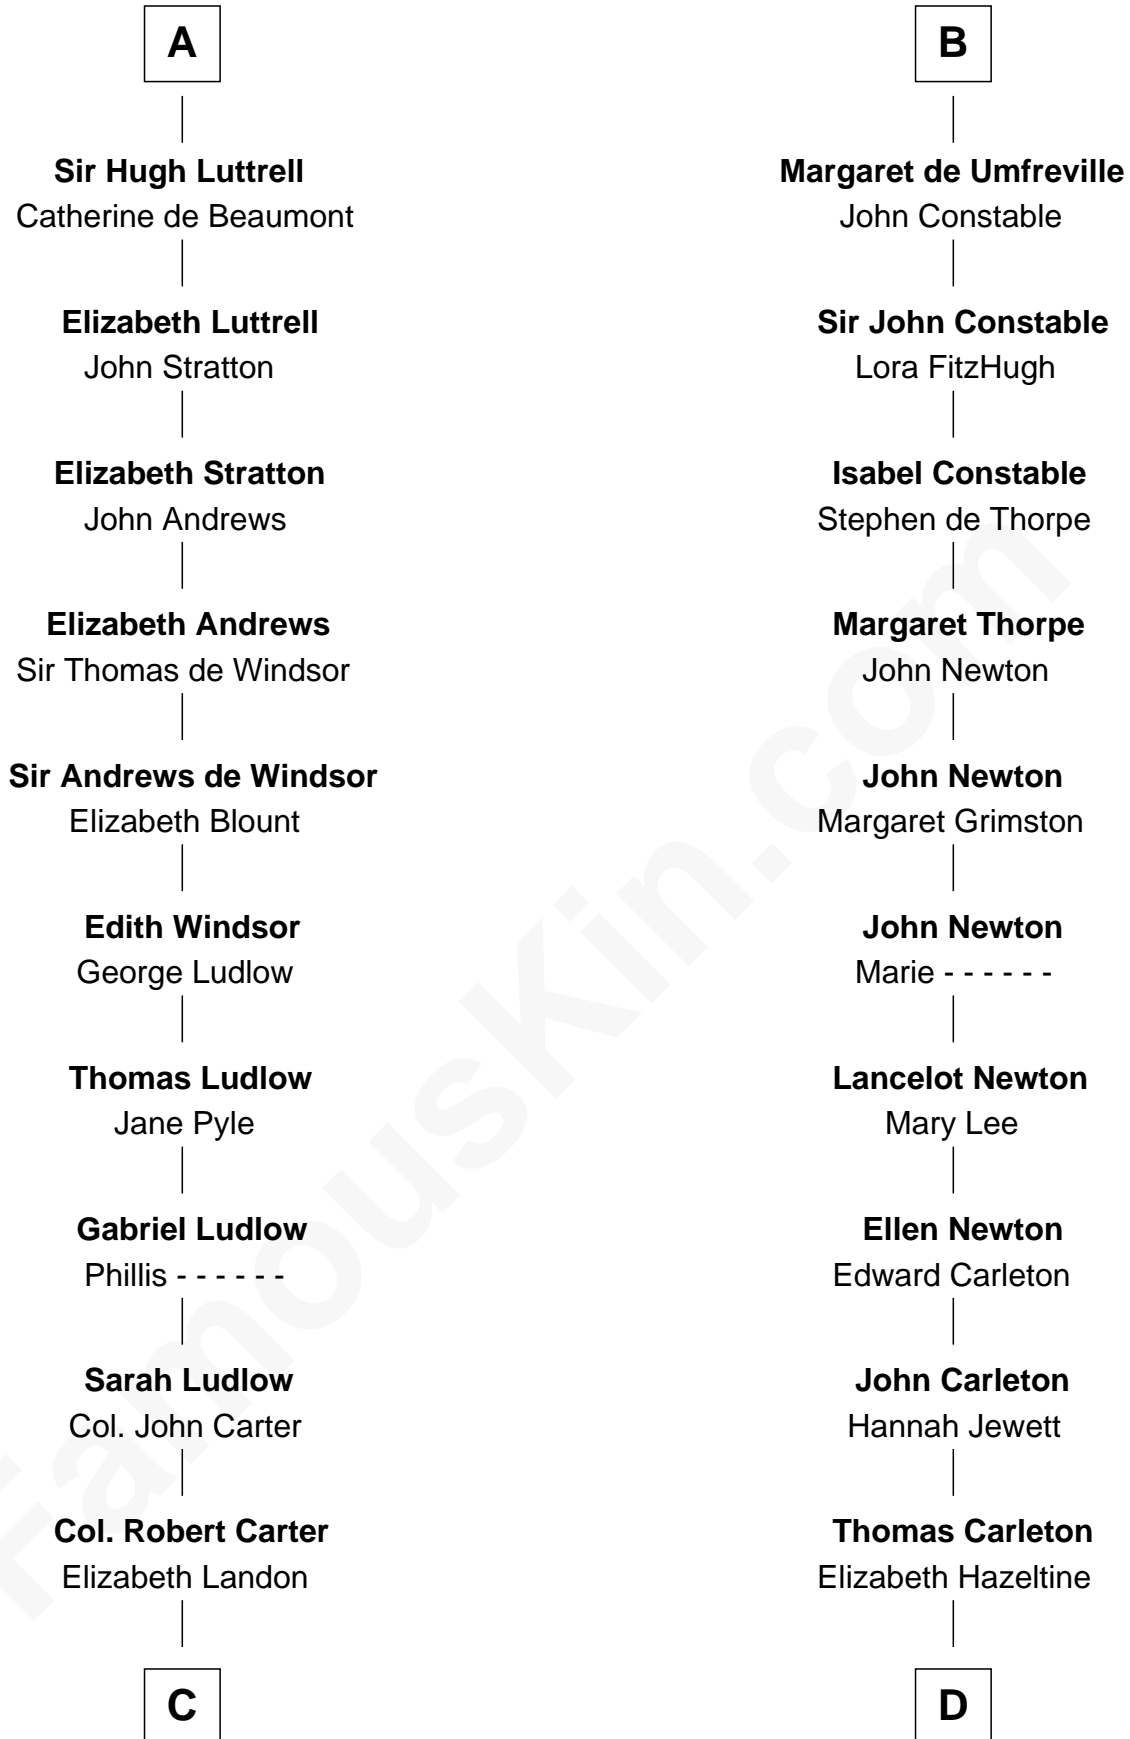 A
Sir Hugh Luttrell
Catherine de Beaumont
Elizabeth Luttrell
John Stratton
Elizabeth Stratton
John Andrews
Elizabeth Andrews
Sir Thomas de Windsor
Sir Andrews de Windsor
Elizabeth Blount
Edith Windsor
George Ludlow
Thomas Ludlow
Jane Pyle
Gabriel Ludlow
Phillis - - - - - -
Sarah Ludlow
Col. John Carter
Col. Robert Carter
Elizabeth Landon
C
B
Margaret de Umfreville
John Constable
Sir John Constable
Lora FitzHugh
Isabel Constable
Stephen de Thorpe
Margaret Thorpe
John Newton
John Newton
Margaret Grimston
John Newton
Marie - - - - - -
Lancelot Newton
Mary Lee
Ellen Newton
Edward Carleton
John Carleton
Hannah Jewett
Thomas Carleton
Elizabeth Hazeltine
D
FamousKin.com